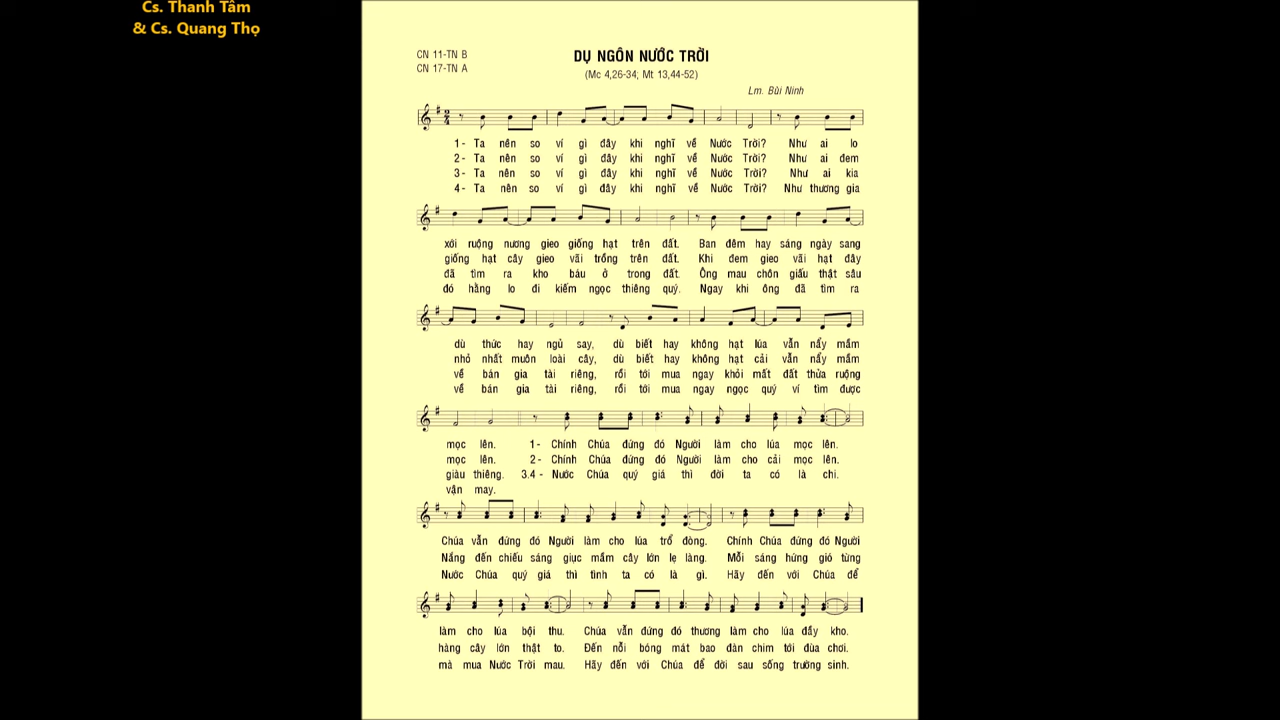 Cs. Thanh Tâm
& Cs. Quang Thọ
CN 11-TN B
CN 17-TN A
DỤ NGÔN NƯỚC TRỜI
(Mc 4,26-34; Mt 13,44-52)
Lm. Bùi Ninh
2
4
1- Ta nên so ví gì đây khi nghĩ về Nước Trời? Như ai lo
2- Ta nên so ví gì đây khi nghĩ về Nước Trời? Như ai đem
3- Ta nên so ví gì đây khi nghĩ về Nước Trời? Như ai kia
4- Ta nên so ví gì đây khi nghĩ về Nước Trời? Như thương gia
xới ruộng nương gieo giống hạt trên đất. Ban đêm hay sáng ngày sang
giống hạt cây gieo vãi trồng trên đất. Khi đem gieo vãi hạt đây
đã tìm ra kho báu ở trong đất. Ông mau chôn giấu thật sâu
đó hằng lo đi kiếm ngọc thiêng quý. Ngay khi ông đã tìm ra
dù thức hay ngủ say, dù biết hay không hạt lúa vẫn nẩy mầm
nhỏ nhất muôn loài cây, dù biết hay không hạt cải vẫn nẩy mầm
về bán gia tài riêng, rồi tới mua ngay khỏi mất đất thửa ruộng
về bán gia tài riêng, rồi tới mua ngay ngọc quý ví tìm được
mọc lên. 1- Chính Chúa đứng đó Người làm cho lúa mọc lên.
mọc lên. 2- Chính Chúa đứng đó Người làm cho cải mọc lên.
giàu thiêng. 3.4- Nước Chúa quý giá thì đời ta có là chi.
vận may.
Chúa vẫn đứng đó Người làm cho lúa trổ đòng. Chính Chúa đứng đó Người
Nắng đến chiếu sáng giục mầm cây lớn lẹ làng. Mỗi sáng hứng gió từng
Nước Chúa quý giá thì tình ta có là gì. Hãy đến với Chúa để
làm cho lúa bội thu. Chúa vẫn đứng đó thương làm cho lúa đầy kho.
hàng cây lớn thật to. Đến nỗi bóng mát bao đàn chim tới đùa chơi.
mà mua Nước Trời mau. Hãy đến với Chúa để đời sau sống trường sinh.